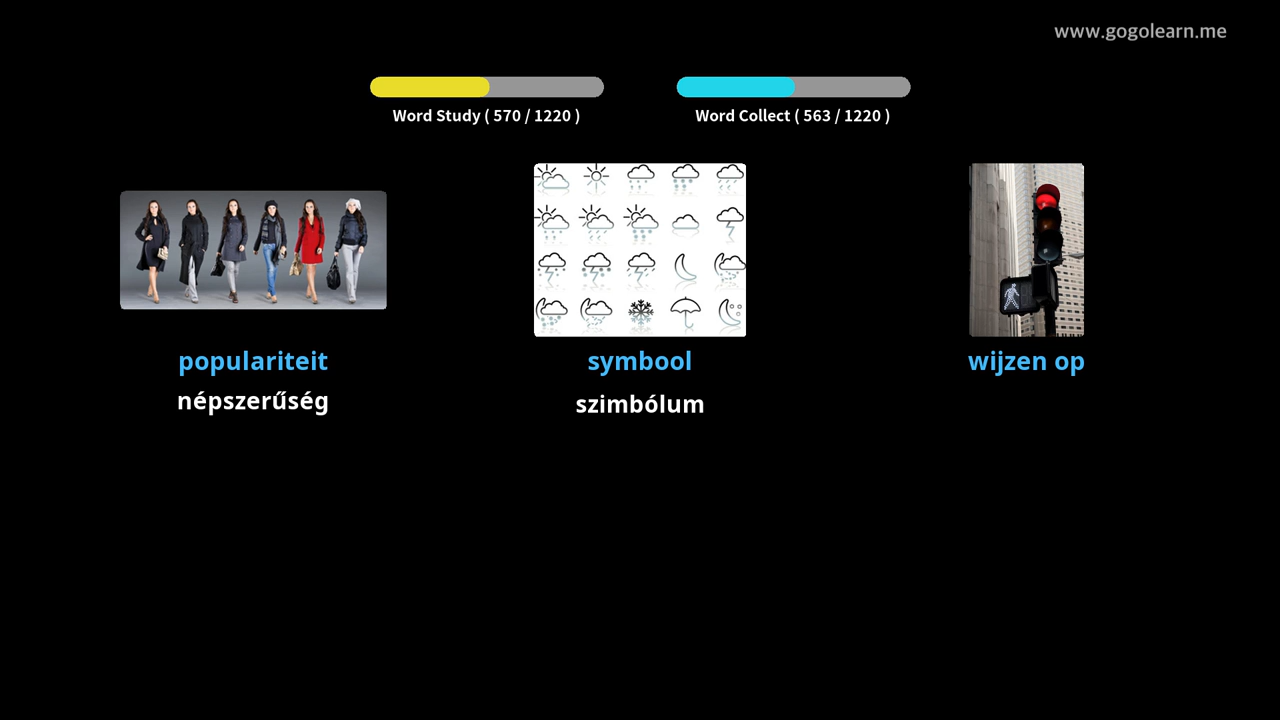 www.gogolearn.me
Word Study ( 570 / 1220 )
Word Collect ( 563 / 1220 )
populariteit
symbool
wijzen op
népszerűség
szimbólum